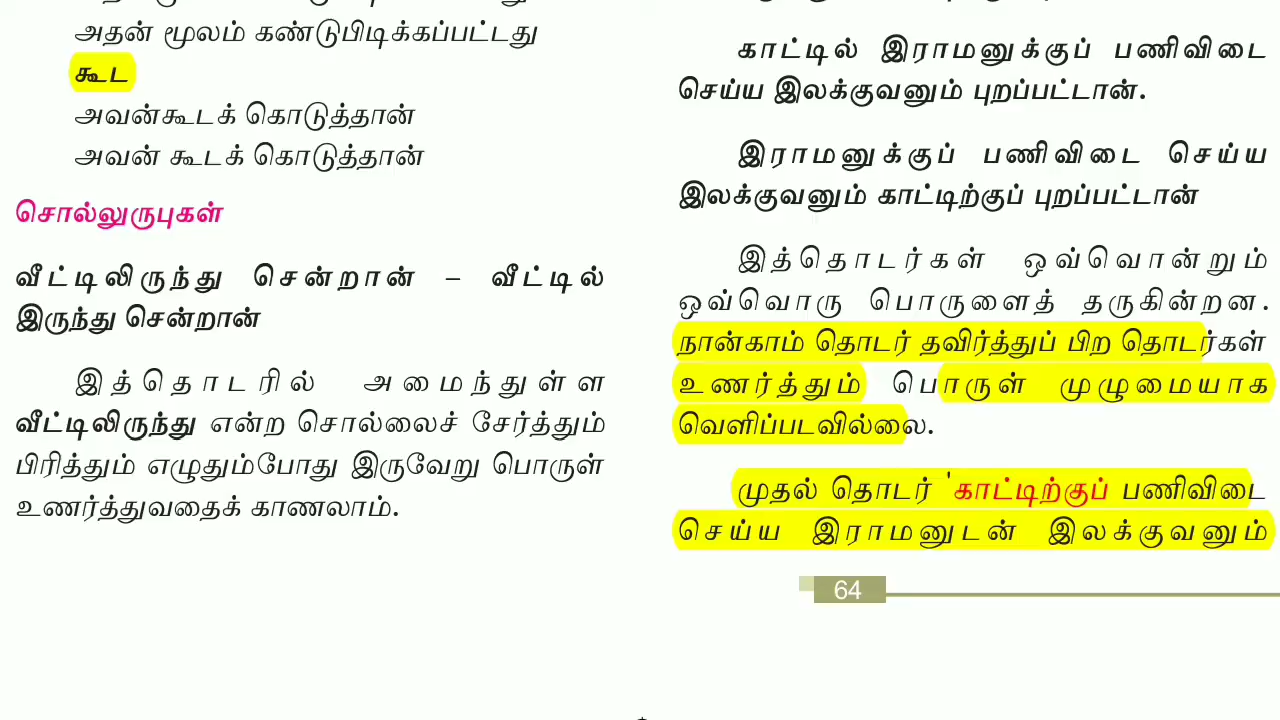 அதன் மூலம் கண்டுபிடிக்கப்பட்டது
கூட
அவன்கூடக் கொடுத்தான்
அவன் கூடக் கொடுத்தான்
சொல்லுருபுகள்
வீட்டிலிருந்து சென்றான் – வீட்டில்
இருந்து சென்றான்
இத்தொடரில் அமைந்துள்ள
வீட்டிலிருந்து என்ற சொல்லைச் சேர்த்தும்
பிரித்தும் எழுதும்போது இருவேறு பொருள்
உணர்த்துவதைக் காணலாம்.
காட்டில் இராமனுக்குப் பணிவிடை
செய்ய இலக்குவனும் புறப்பட்டான்.
இராமனுக்குப் பணிவிடை செய்ய
இலக்குவனும் காட்டிற்குப் புறப்பட்டான்
இத்தொடர்கள் ஒவ்வொன்றும்
ஒவ்வொரு பொருளைத் தருகின்றன.
நான்காம் தொடர் தவிர்த்துப் பிற தொடர்கள்
உணர்த்தும் பொருள் முழுமையாக
வெளிப்படவில்லை.
முதல் தொடர் 'காட்டிற்குப் பணிவிடை
செய்ய இராமனுடன் இலக்குவனும்
64